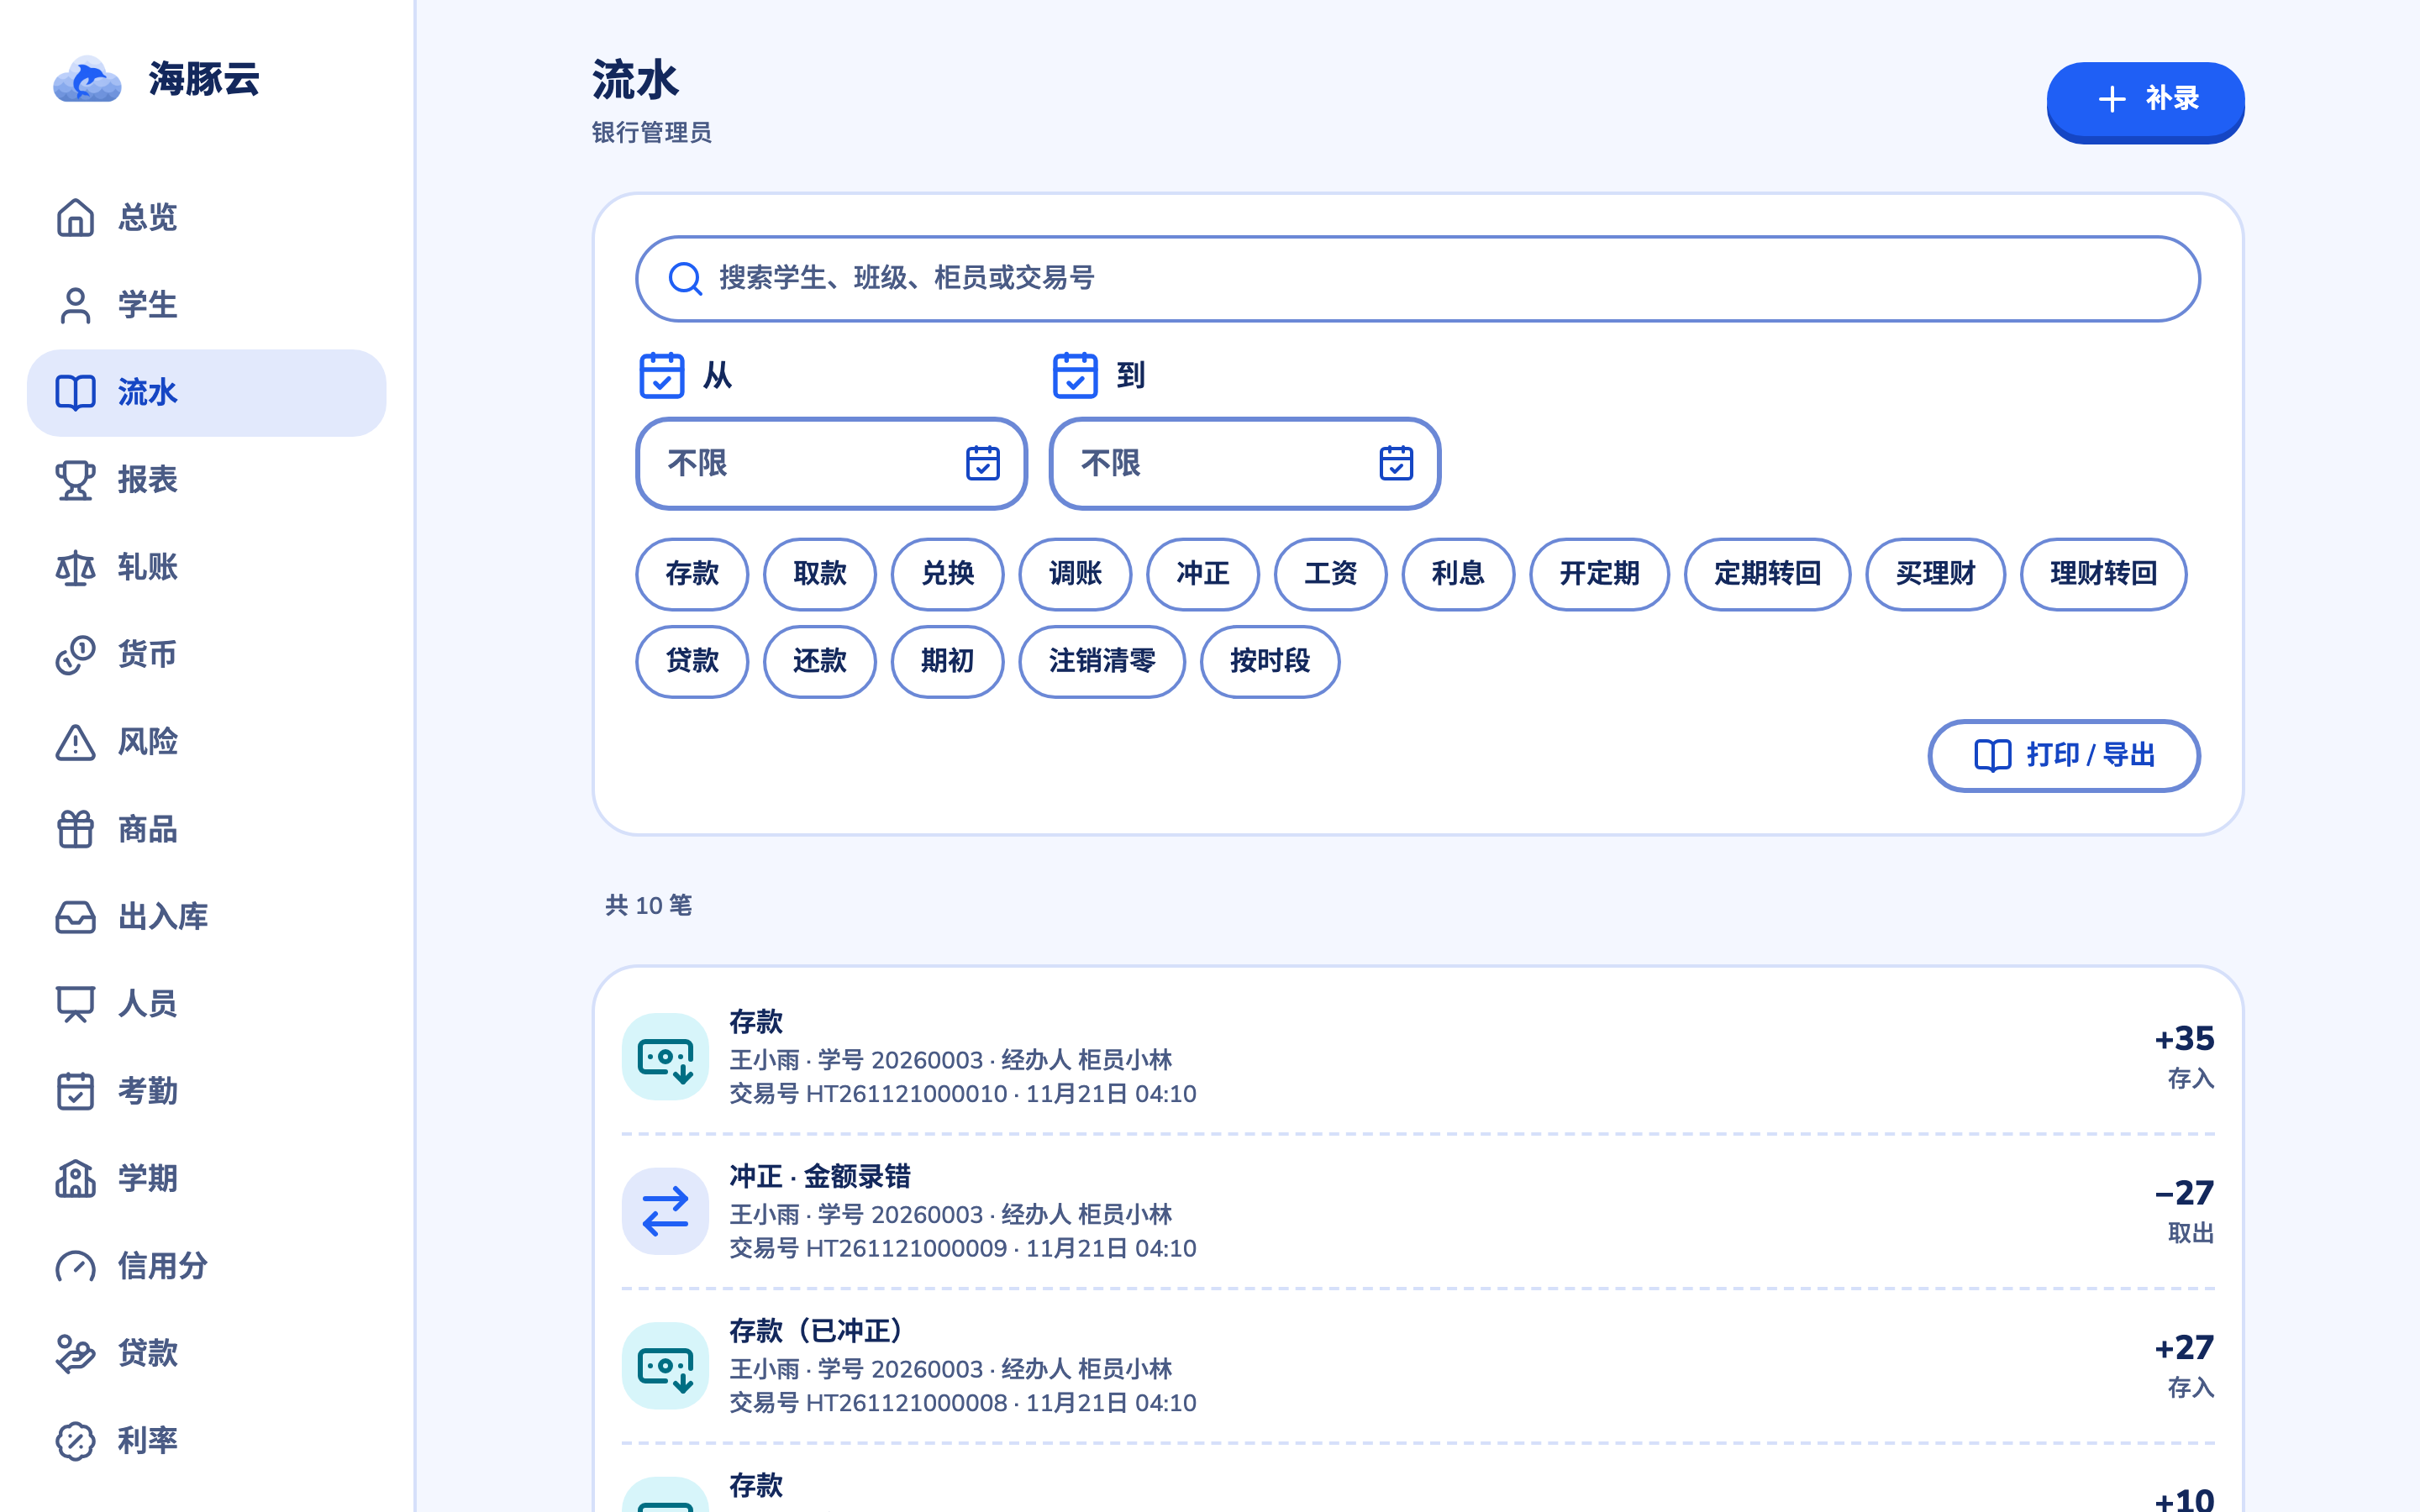 海豚云
总览
学生
流水
报表
轧账
货币
风险
商品
出入库
人员
考勤
学期
信用分
贷款
利率
流水
银行管理员
补录
搜索学生、班级、柜员或交易号
从
到
不限
不限
存款 取款 兑换 调账 冲正 工资 利息 开定期 定期转回 买理财 理财转回
贷款 还款 期初 注销清零 按时段
打印 / 导出
共 10 笔
存款
王小雨 · 学号 20260003 · 经办人 柜员小林
交易号 HT261121000010 · 11月21日 04:10
+35
存入
冲正 · 金额录错
王小雨 · 学号 20260003 · 经办人 柜员小林
交易号 HT261121000009 · 11月21日 04:10
−27
取出
存款（已冲正）
王小雨 · 学号 20260003 · 经办人 柜员小林
交易号 HT261121000008 · 11月21日 04:10
+27
存入
存款
+10